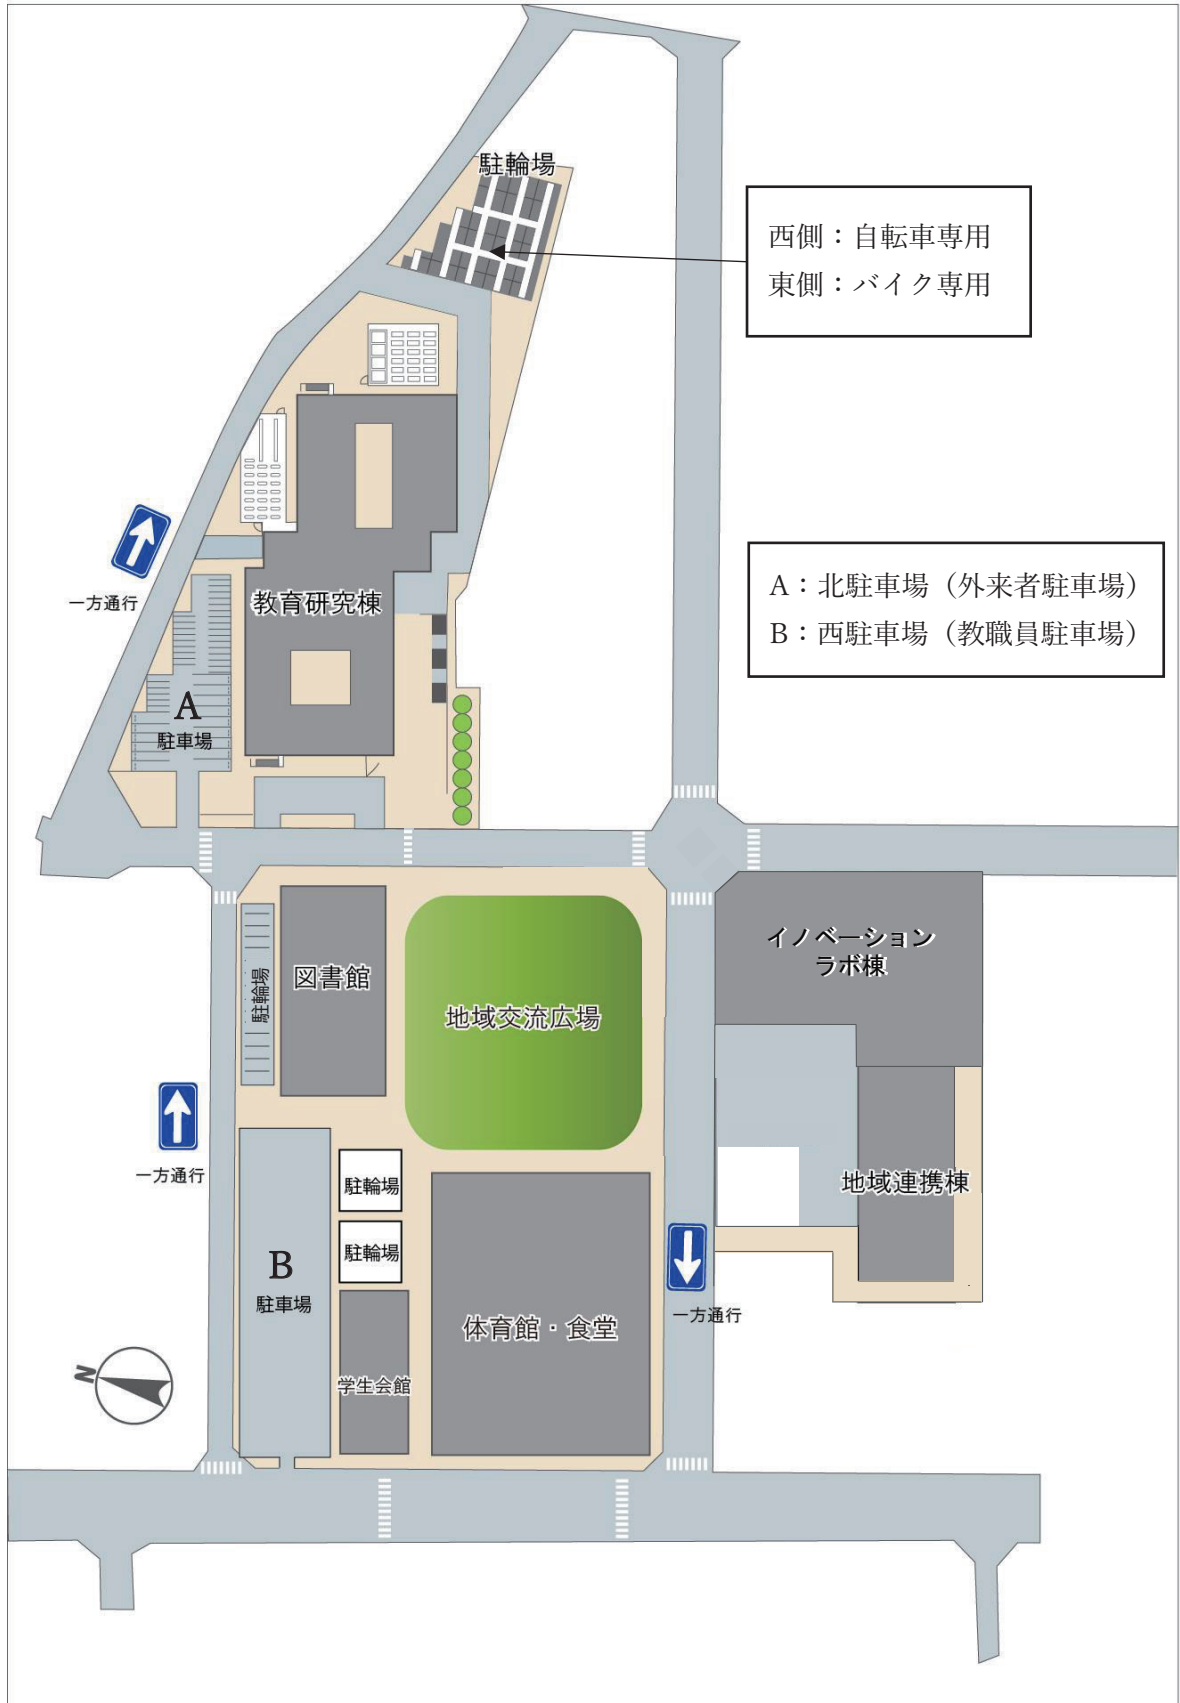 駐輪場
西側：自転車専用
東側：バイク専用
一方通行
教育研究棟
A：北駐車場（外来者駐車場）
B：西駐車場（教職員駐車場）
A
駐車場
イノベーション
ラボ棟
図書館
駐輪場
地域交流広場
一方通行
駐輪場
地域連携棟
駐輪場
B
駐車場
一方通行
体育館・食堂
学生会館
N